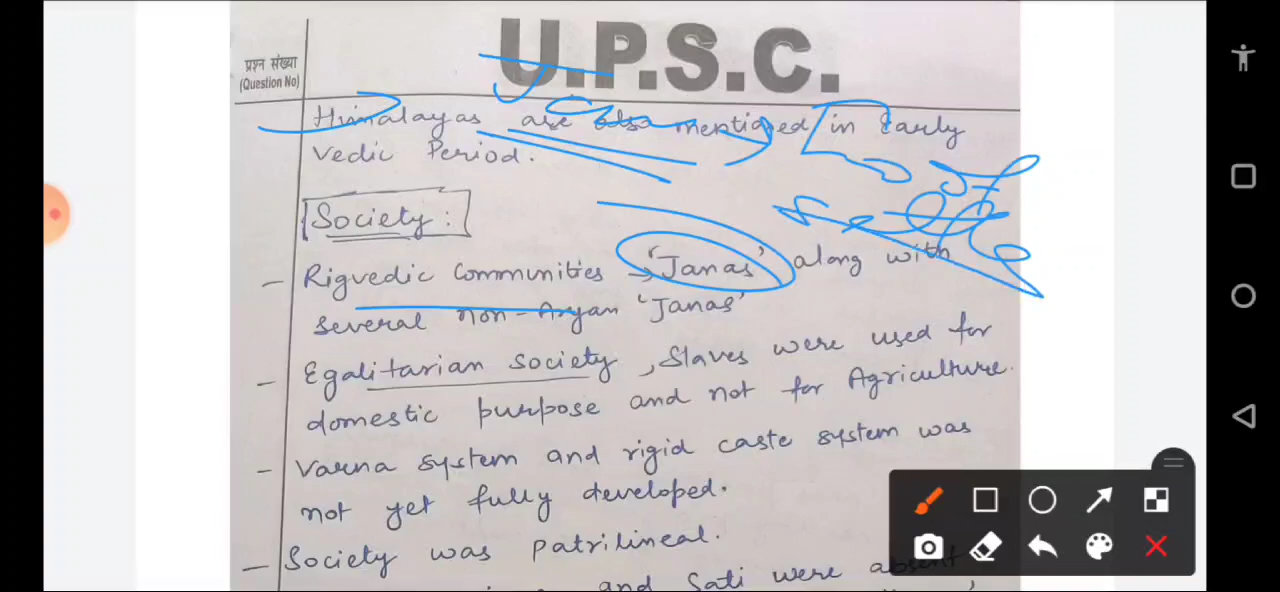 U.P.S.C.
प्रश्न संख्या
(Question No)
Himalayas are also mentioned in Early
Vedic Period.
Society :
- Rigvedic Communities → 'Janas' along with
several non-Aryan 'Janas'
- Egalitarian society, Slaves were used for
domestic purpose and not for Agriculture.
- Varna system and rigid caste system was
not yet fully developed.
- Society was Patrilineal.
and Sati were absent